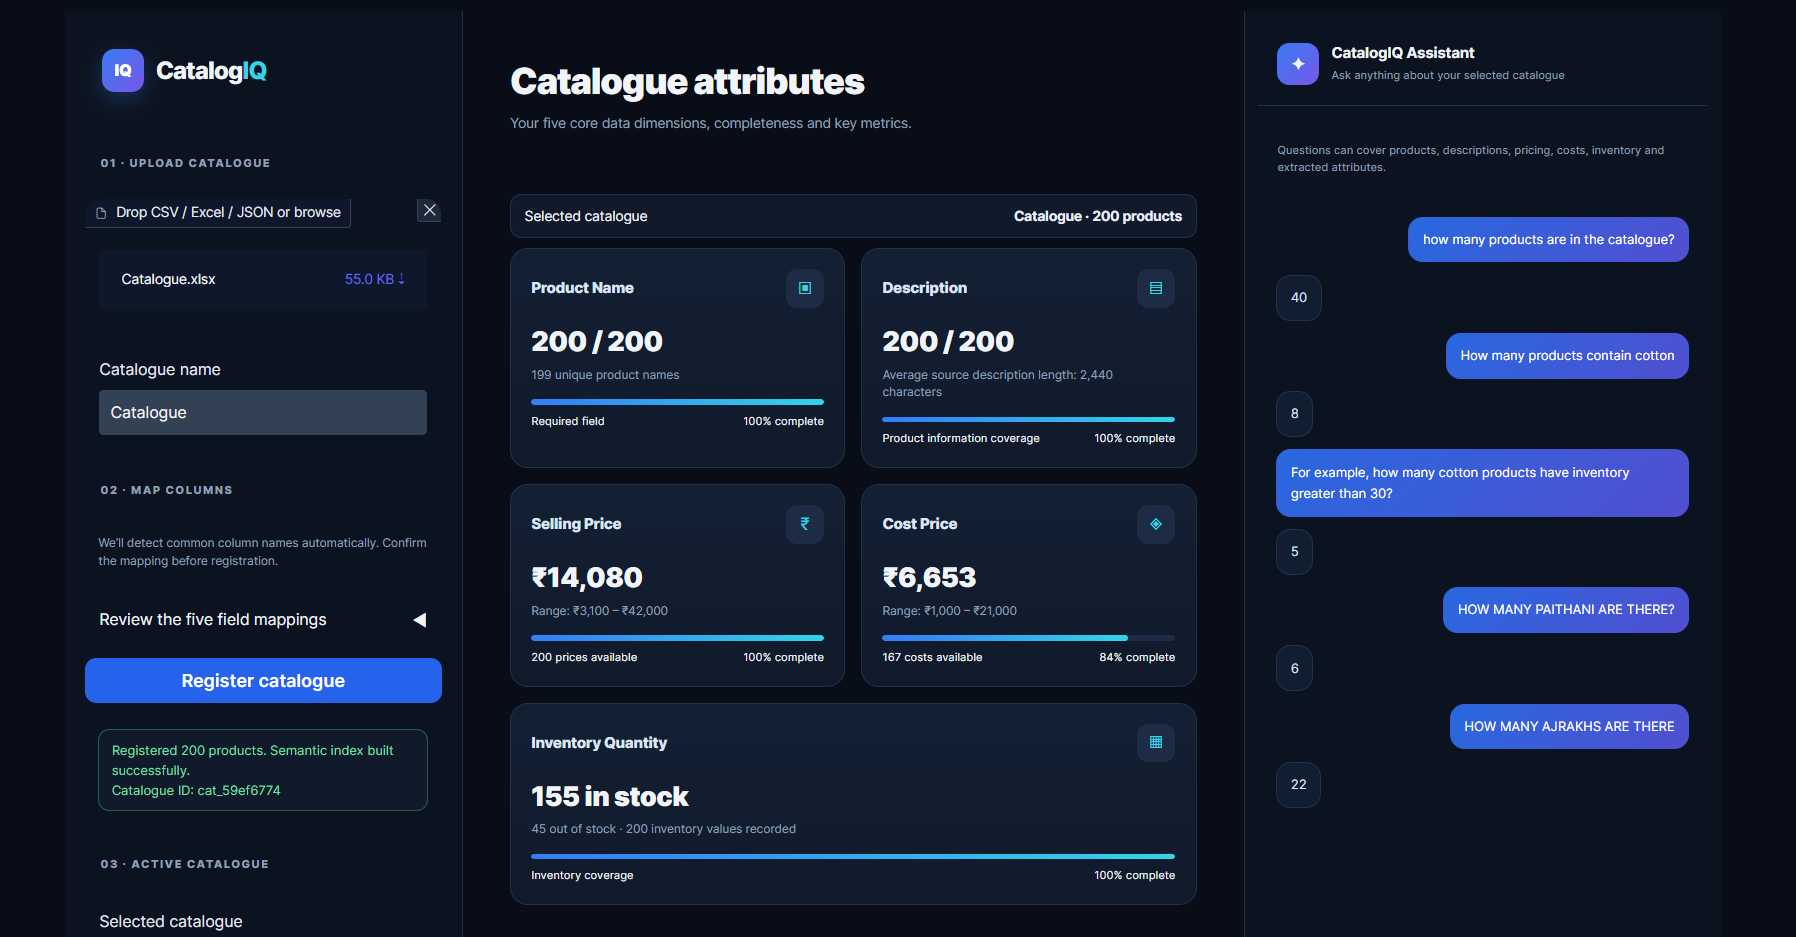 IQ CatalogIQ
01 · UPLOAD CATALOGUE
Drop CSV / Excel / JSON or browse
Catalogue.xlsx 55.0 KB ↓
Catalogue name
Catalogue
02 · MAP COLUMNS
We'll detect common column names automatically. Confirm
the mapping before registration.
Review the five field mappings
Register catalogue
Registered 200 products. Semantic index built
successfully.
Catalogue ID: cat_59ef6774
03 · ACTIVE CATALOGUE
Selected catalogue
Catalogue attributes
Your five core data dimensions, completeness and key metrics.
Selected catalogue Catalogue · 200 products
Product Name
200 / 200
199 unique product names
Required field 100% complete
Description
200 / 200
Average source description length: 2,440
characters
Product information coverage 100% complete
Selling Price ₹
₹14,080
Range: ₹3,100 – ₹42,000
200 prices available 100% complete
Cost Price
₹6,653
Range: ₹1,000 – ₹21,000
167 costs available 84% complete
Inventory Quantity
155 in stock
45 out of stock · 200 inventory values recorded
Inventory coverage 100% complete
CatalogIQ Assistant
Ask anything about your selected catalogue
Questions can cover products, descriptions, pricing, costs, inventory and
extracted attributes.
how many products are in the catalogue?
40
How many products contain cotton
8
For example, how many cotton products have inventory
greater than 30?
5
HOW MANY PAITHANI ARE THERE?
6
HOW MANY AJRAKHS ARE THERE
22